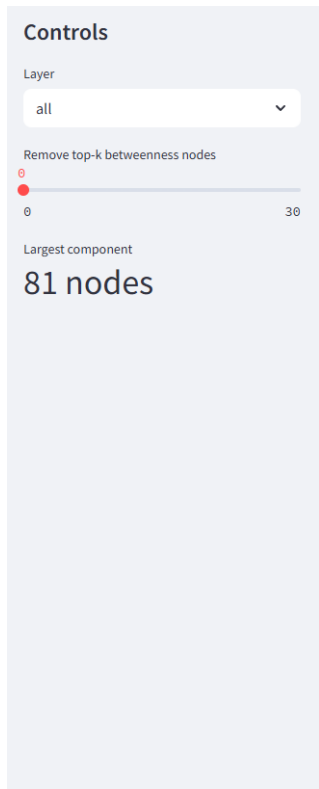 Controls
Layer
all
Remove top-k betweenness nodes
0
0 30
Largest component
81 nodes